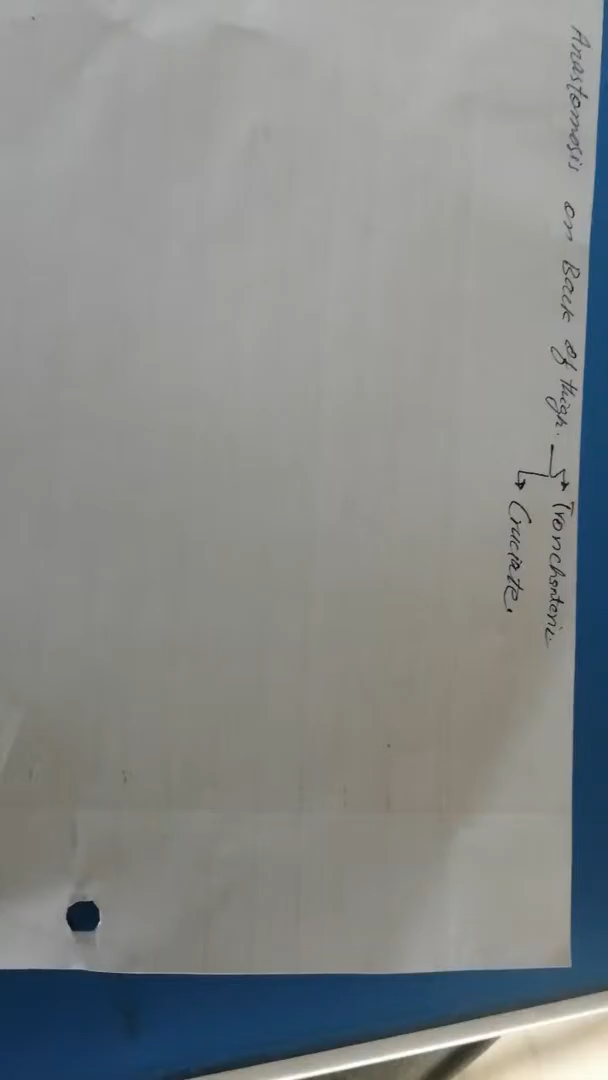 Anastomosis on Back of thigh. → Tronchanteric
→ Cruciate.